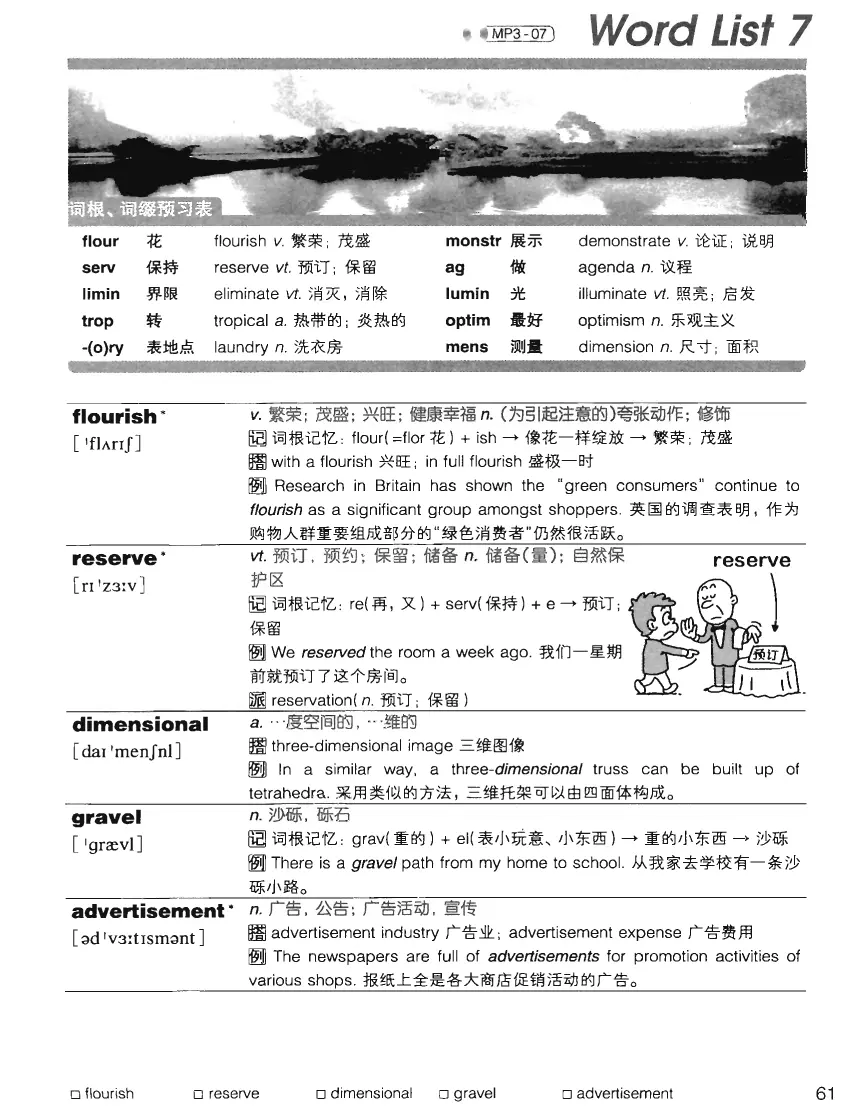 MP3-07 Word List 7
词根、词缀预习表
flour 花 flourish v. 繁荣；茂盛 monstr 展示 demonstrate v. 论证；说明
serv 保持 reserve vt. 预订；保留 ag 做 agenda n. 议程
limin 界限 eliminate vt. 消灭，消除 lumin 光 illuminate vt. 照亮；启发
trop 转 tropical a. 热带的；炎热的 optim 最好 optimism n. 乐观主义
-(o)ry 表地点 laundry n. 洗衣房 mens 测量 dimension n. 尺寸；面积
flourish* v. 繁荣；茂盛；兴旺；健康幸福 n. (为引起注意的)夸张动作；修饰
[ˈflʌrɪʃ] 记 词根记忆：flour(=flor 花) + ish → 像花一样绽放 → 繁荣；茂盛
搭 with a flourish 兴旺；in full flourish 盛极一时
例 Research in Britain has shown the "green consumers" continue to
flourish as a significant group amongst shoppers. 英国的调查表明，作为
购物人群重要组成部分的“绿色消费者”仍然很活跃。
reserve* vt. 预订，预约；保留；储备 n. 储备(量)；自然保
[rɪˈzɜːv] 护区
记 词根记忆：re(再，又) + serv(保持) + e → 预订；
保留
例 We reserved the room a week ago. 我们一星期
前就预订了这个房间。
派 reservation(n. 预订；保留)
reserve
预订
dimensional a. …度空间的，…维的
[daɪˈmenʃnl] 搭 three-dimensional image 三维图像
例 In a similar way, a three-dimensional truss can be built up of
tetrahedra. 采用类似的方法，三维托架可以由四面体构成。
gravel n. 沙砾，砾石
[ˈgrævl] 记 词根记忆：grav(重的) + el(表小玩意、小东西) → 重的小东西 → 沙砾
例 There is a gravel path from my home to school. 从我家去学校有一条沙
砾小路。
advertisement* n. 广告，公告；广告活动，宣传
[ədˈvɜːtɪsmənt] 搭 advertisement industry 广告业；advertisement expense 广告费用
例 The newspapers are full of advertisements for promotion activities of
various shops. 报纸上全是各大商店促销活动的广告。
□ flourish □ reserve □ dimensional □ gravel □ advertisement 61